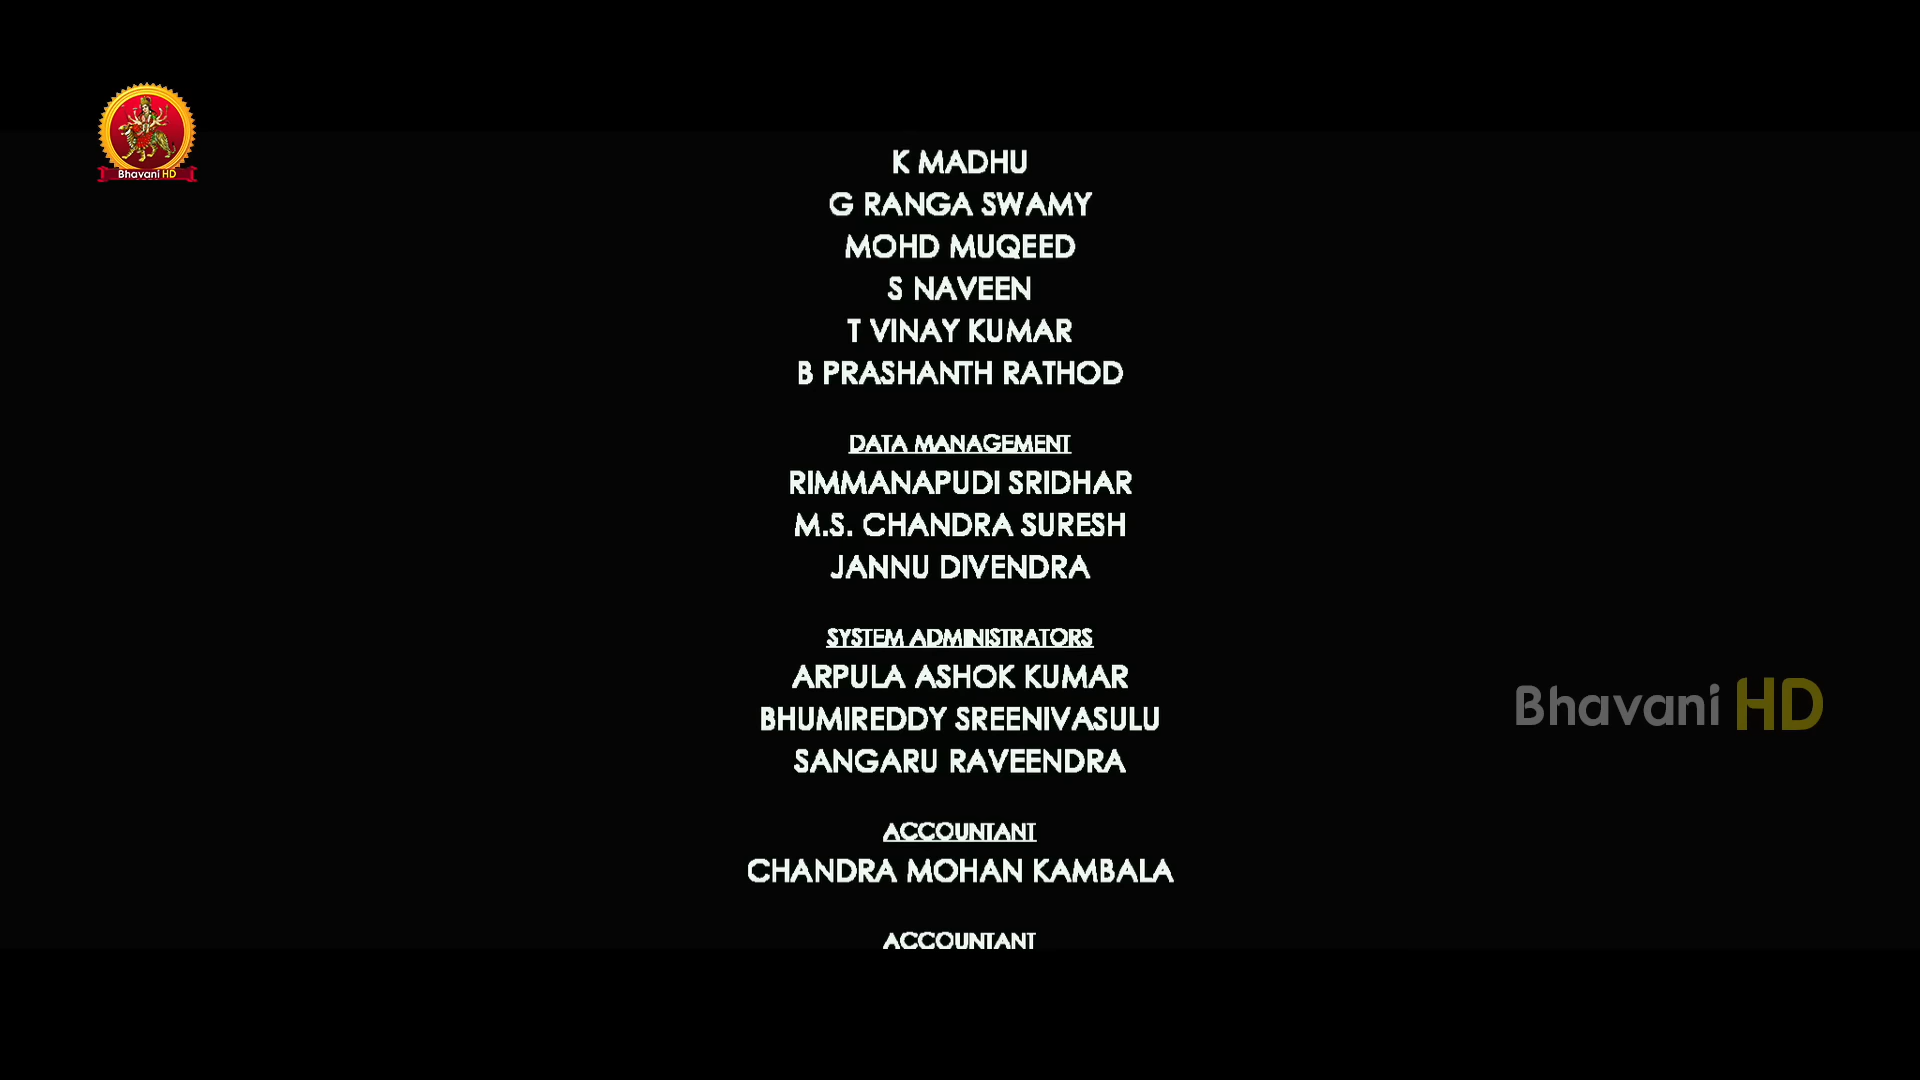 Bhavani HD
K MADHU
G RANGA SWAMY
MOHD MUQEED
S NAVEEN
T VINAY KUMAR
B PRASHANTH RATHOD
DATA MANAGEMENT
RIMMANAPUDI SRIDHAR
M.S. CHANDRA SURESH
JANNU DIVENDRA
SYSTEM ADMINISTRATORS
ARPULA ASHOK KUMAR
BHUMIREDDY SREENIVASULU
Bhavani HD
SANGARU RAVEENDRA
ACCOUNTANT
CHANDRA MOHAN KAMBALA
ACCOUNTANT